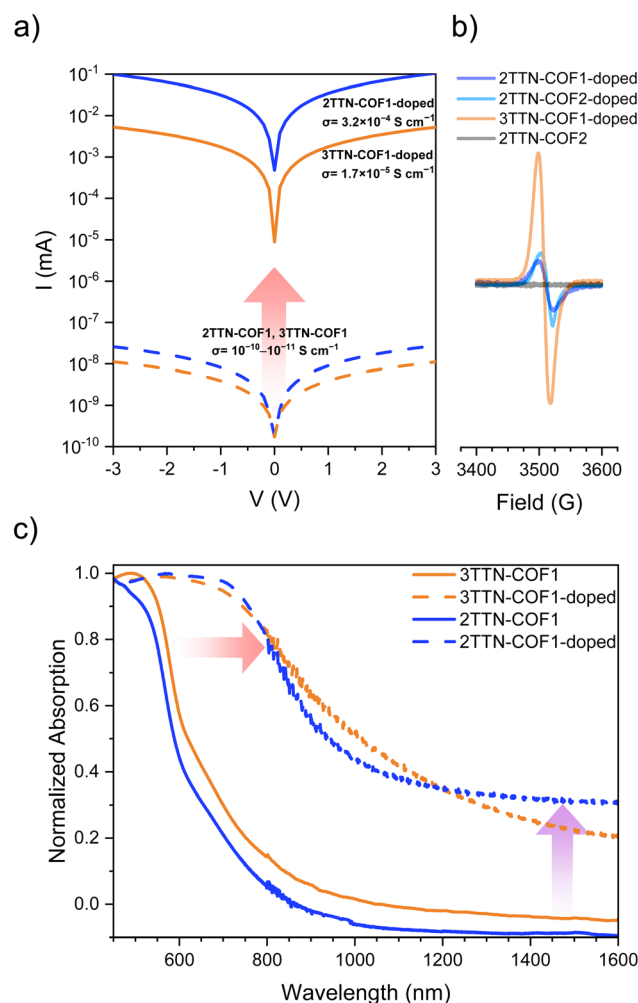 a)
b)
10⁻¹
10⁻²
10⁻³
10⁻⁴
10⁻⁵
10⁻⁶
10⁻⁷
10⁻⁸
10⁻⁹
10⁻¹⁰
I (mA)
2TTN-COF1-doped
σ= 3.2×10⁻⁴ S cm⁻¹
3TTN-COF1-doped
σ= 1.7×10⁻⁵ S cm⁻¹
2TTN-COF1, 3TTN-COF1
σ= 10⁻¹⁰–10⁻¹¹ S cm⁻¹
-3 -2 -1 0 1 2 3
V (V)
2TTN-COF1-doped
2TTN-COF2-doped
3TTN-COF1-doped
2TTN-COF2
3400 3500 3600
Field (G)
c)
1.0
0.8
0.6
0.4
0.2
0.0
Normalized Absorption
3TTN-COF1
3TTN-COF1-doped
2TTN-COF1
2TTN-COF1-doped
600 800 1000 1200 1400 1600
Wavelength (nm)